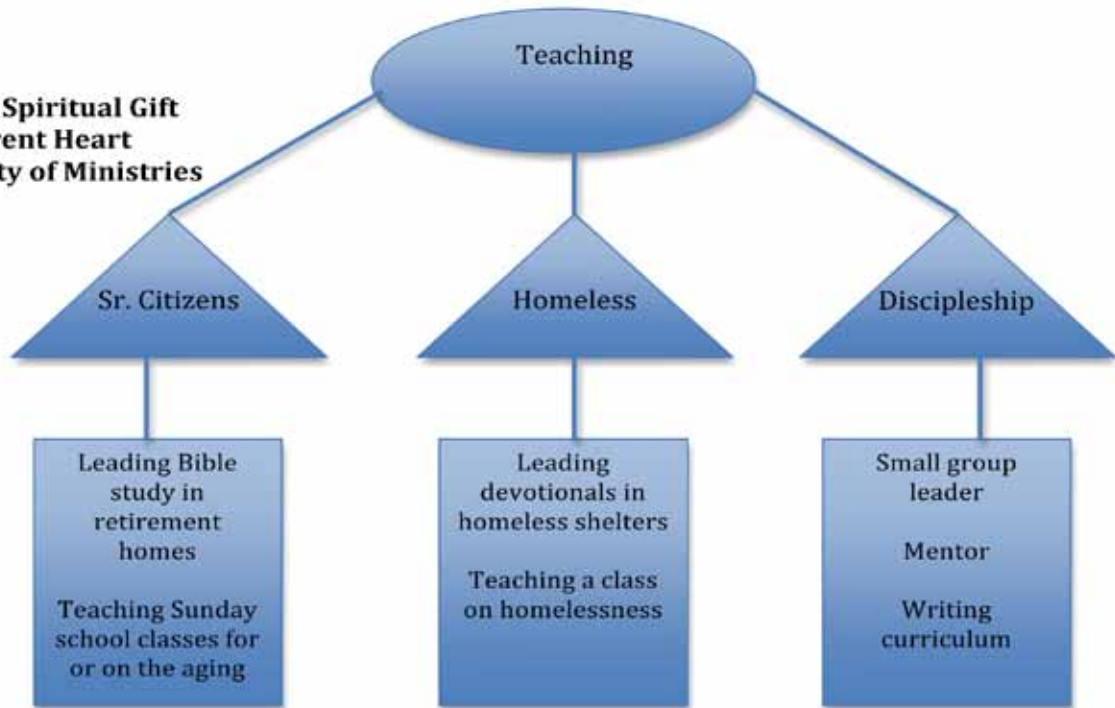 Teaching
Spiritual Gift
Heart
of Ministries
Sr. Citizens
Homeless
Discipleship
Leading Bible
study in
retirement
homes
Teaching Sunday
school classes for
or on the aging
Leading
devotionals in
homeless shelters
Teaching a class
on homelessness
Small group
leader
Mentor
Writing
curriculum